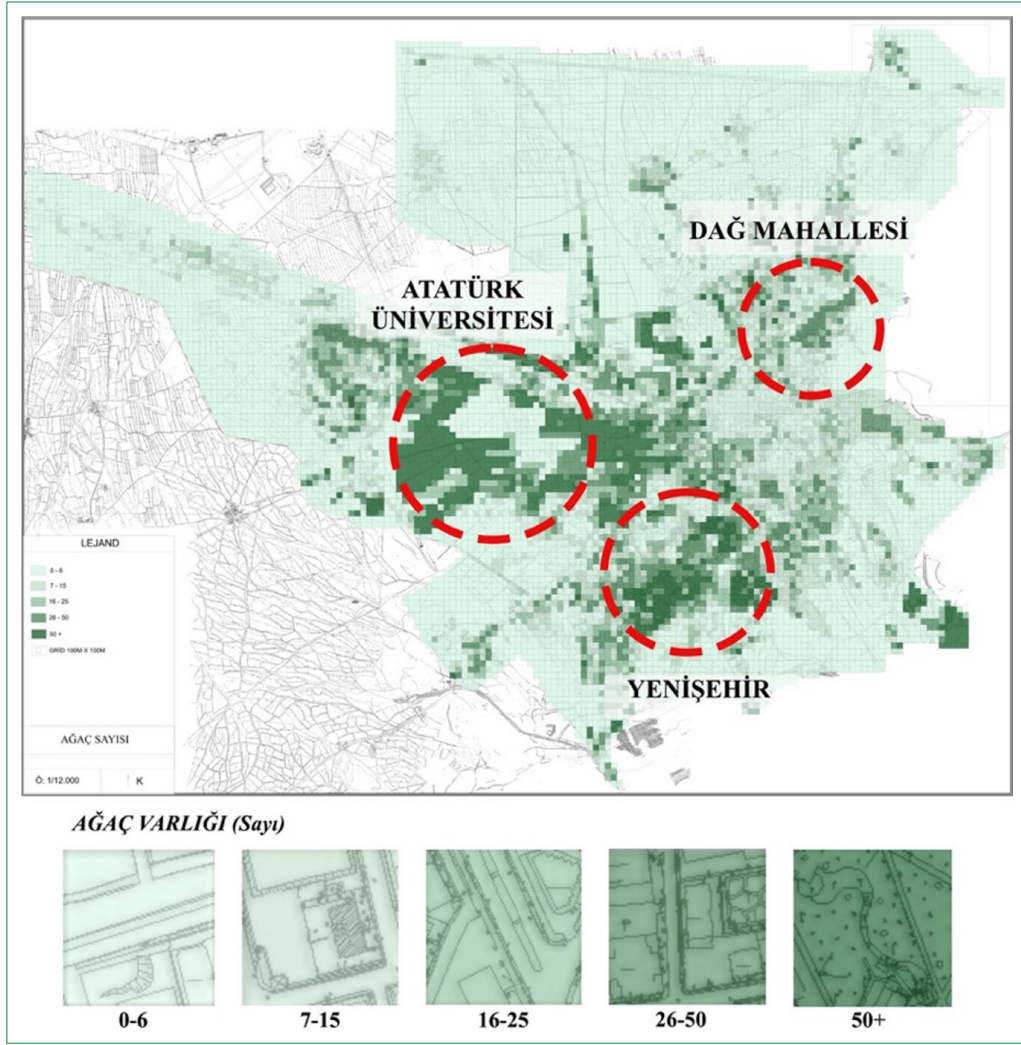 DAĞ MAHALLESİ
ATATÜRK
ÜNİVERSİTESİ
YENİŞEHİR
LEJAND
0 - 6
7 - 15
16 - 25
26 - 50
50 +
GRİD 100M X 100M
AĞAÇ SAYISI
Ö: 1/12.000
K
AĞAÇ VARLIĞI (Sayı)
0-6
7-15
16-25
26-50
50+